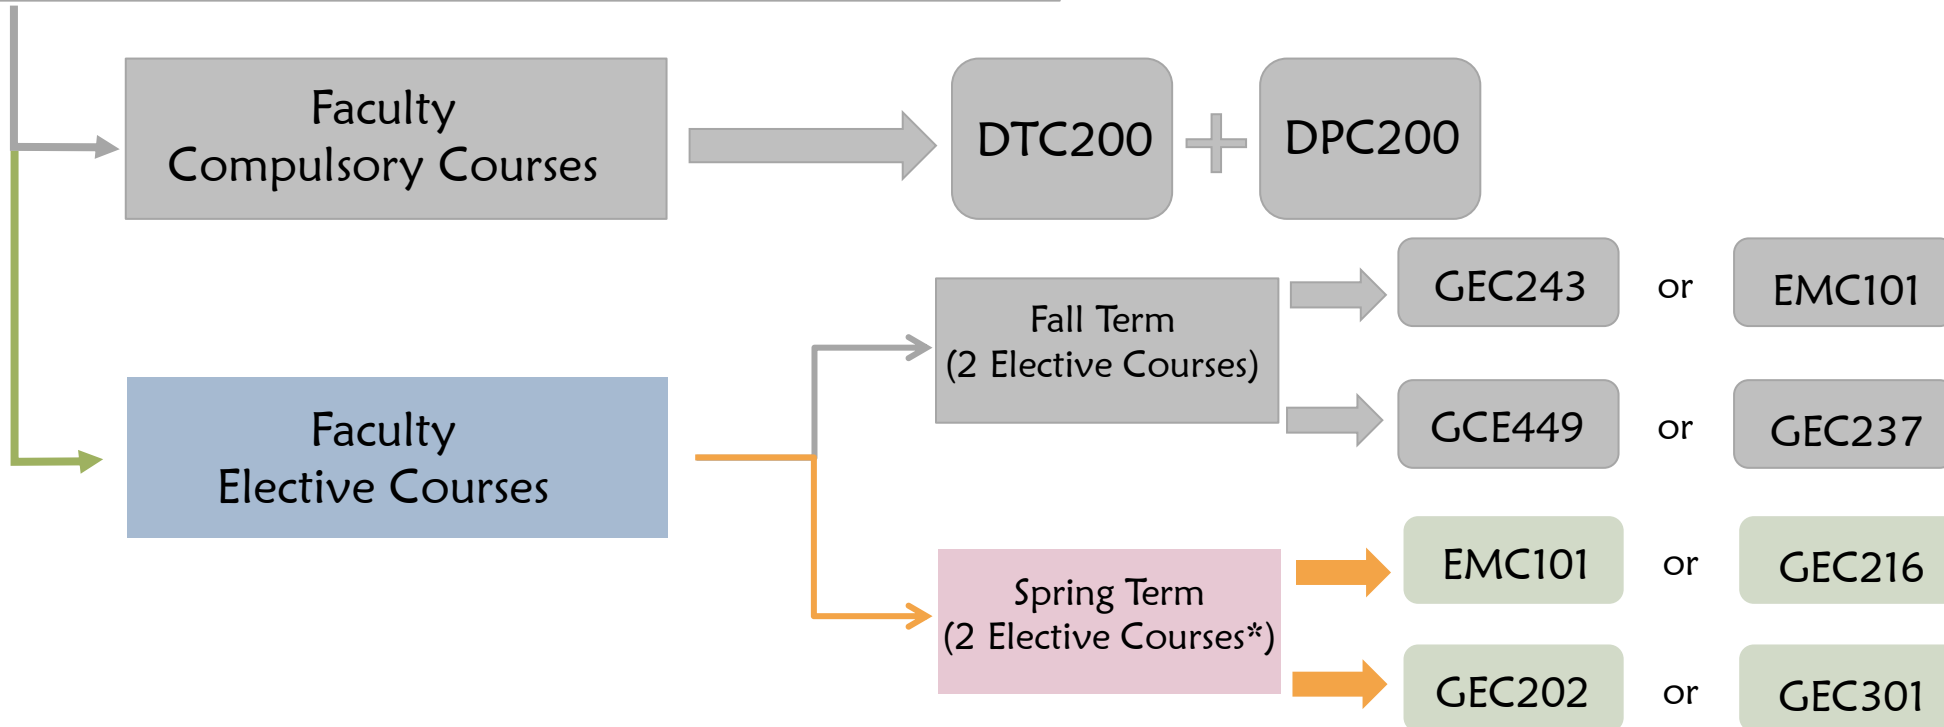 Faculty
Compulsory Courses
DTC200
DPC200
Fall Term
(2 Elective Courses)
GEC243 or EMC101
GCE449 or GEC237
Faculty
Elective Courses
Spring Term
(2 Elective Courses*)
EMC101 or GEC216
GEC202 or GEC301